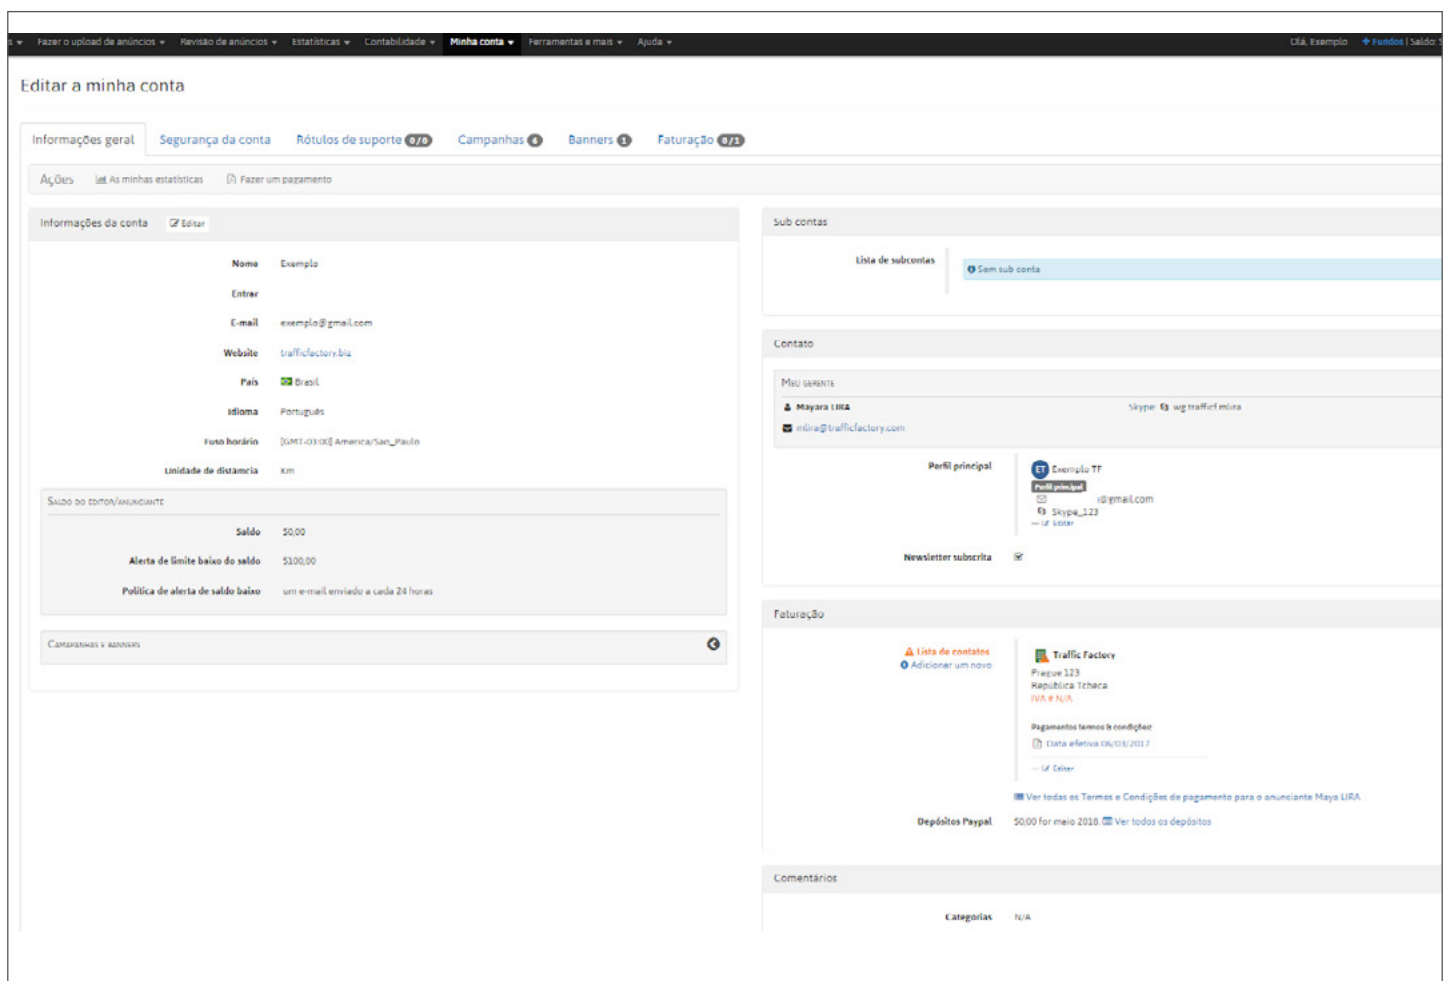 s Fazer o upload de anúncios Revisão de anúncios Estatísticas Contabilidade Minha conta Ferramentas e mais Ajuda Olá, Exemplo Fundos | Saldo:
Editar a minha conta
Informações geral Segurança da conta Rótulos de suporte 0/0 Campanhas 6 Banners 1 Faturação 0/1
Ações As minhas estatísticas Fazer um pagamento
Informações da conta Editar
Nome Exemplo
Entrar
E-mail exemplo@gmail.com
Website trafficfactory.biz
País Brasil
Idioma Português
Fuso horário [GMT-03:00] America/Sao_Paulo
Unidade de distamcia Km
Saldo do editor/anunciante
Saldo $0,00
Alerta de limite baixo do saldo $100,00
Política de alerta de saldo baixo um e-mail enviado a cada 24 horas
Camapanhas e banners
Sub contas
Lista de subcontas Sem sub conta
Contato
Meu gerente
Mayara LIRA Skype: wg.trafficf.mlira
mlira@trafficfactory.com
Perfil principal ET Exemplo TF
Perfil principal
@gmail.com
Skype_123
— Editar
Newsletter subscrita
Faturação
Lista de contatos Traffic Factory
Adicionar um novo
Prague 123
República Tcheca
IVA # N/A
Pagamentos termos & condições:
Data efetiva 06/03/2017
— Editar
Ver todas os Termos e Condições de pagamento para o anunciante Maya LIRA
Depósitos Paypal $0,00 for maio 2018. Ver todos os depósitos
Comentários
Categorias N/A